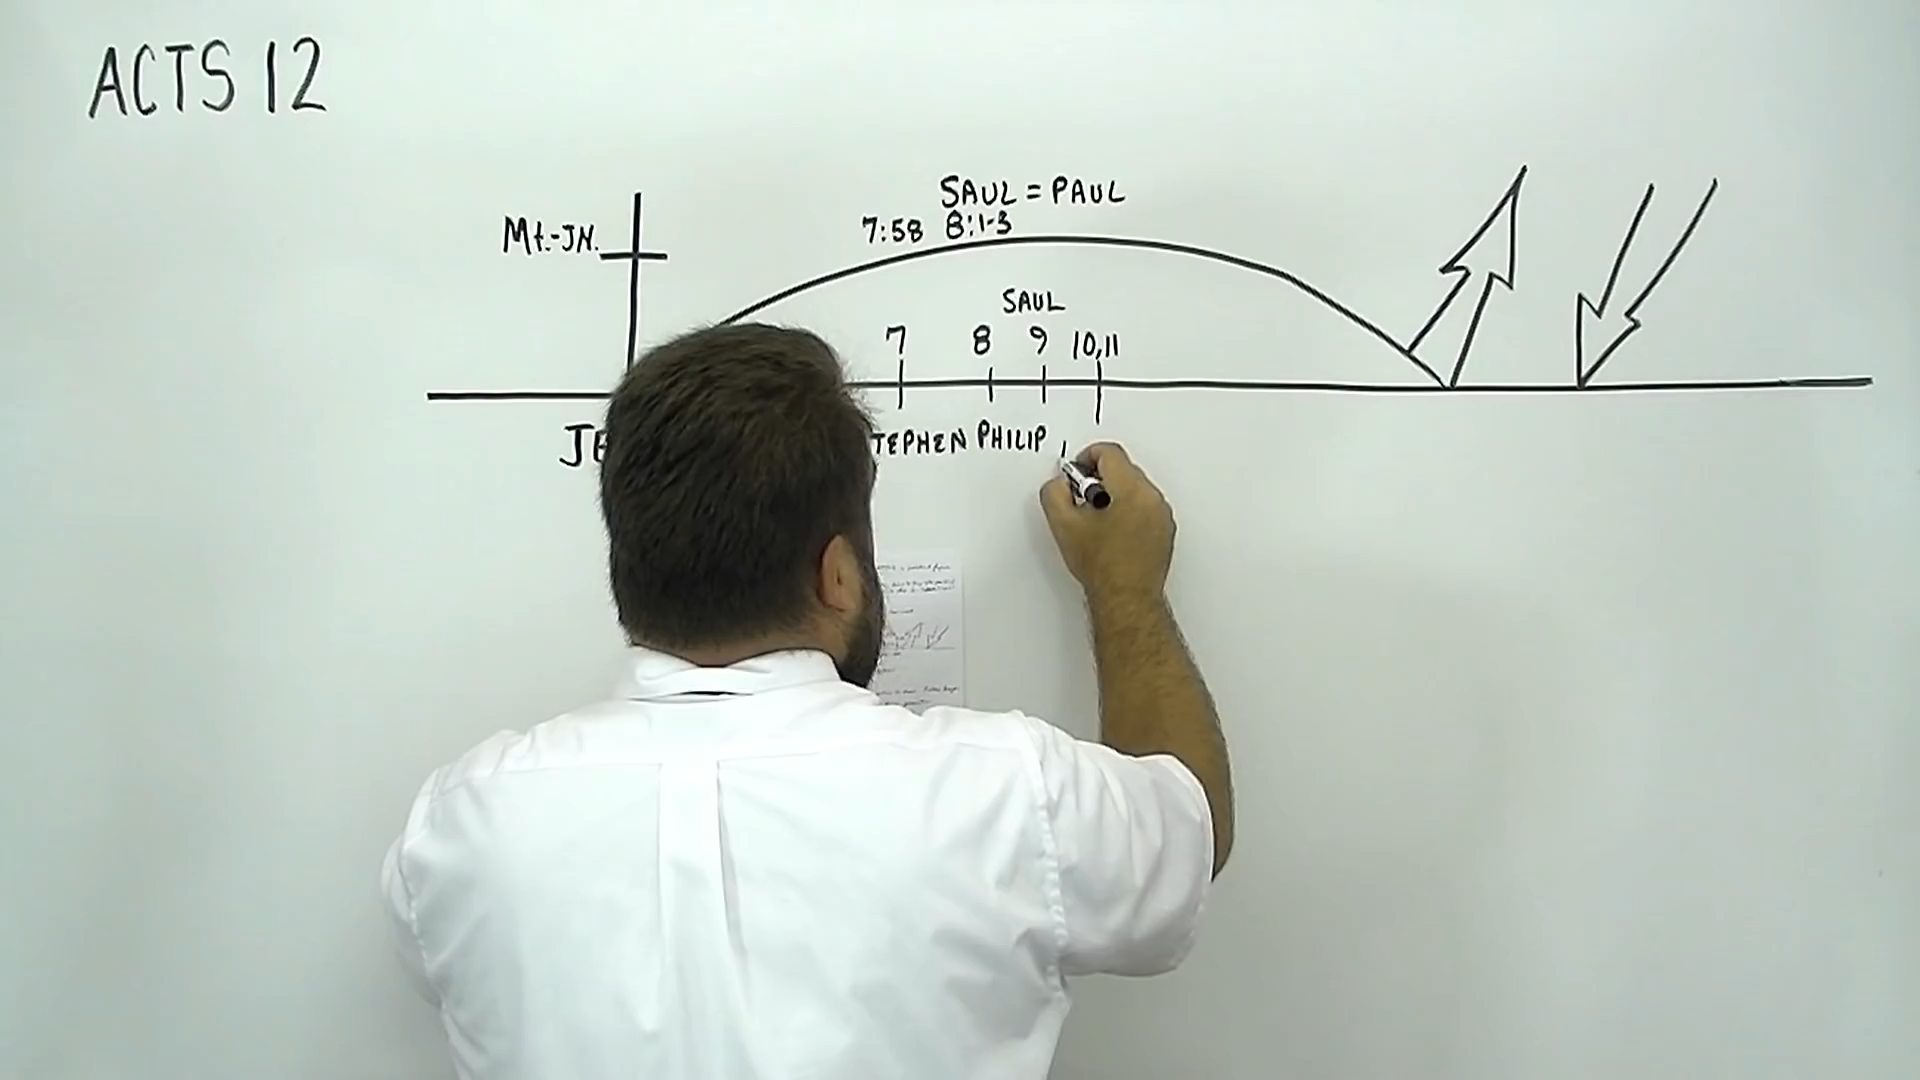 ACTS 12
SAUL = PAUL
Mt.-JN.
7:58 8:1-3
SAUL
7 8 9 10,11
JE
TEPHEN PHILIP